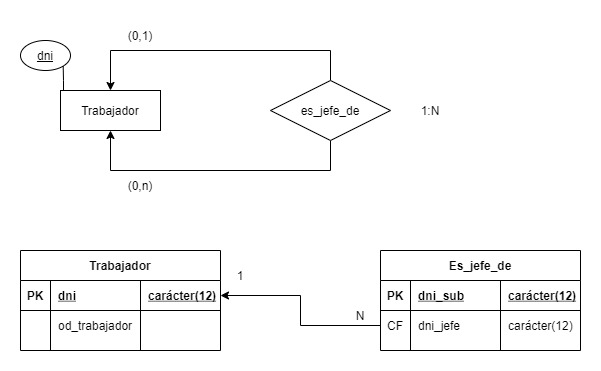 (0,1)
dni
Trabajador
es_jefe_de
1:N
(0,n)
Trabajador
PK dni carácter(12)
od_trabajador
1
N
Es_jefe_de
PK dni_sub carácter(12)
CF dni_jefe carácter(12)